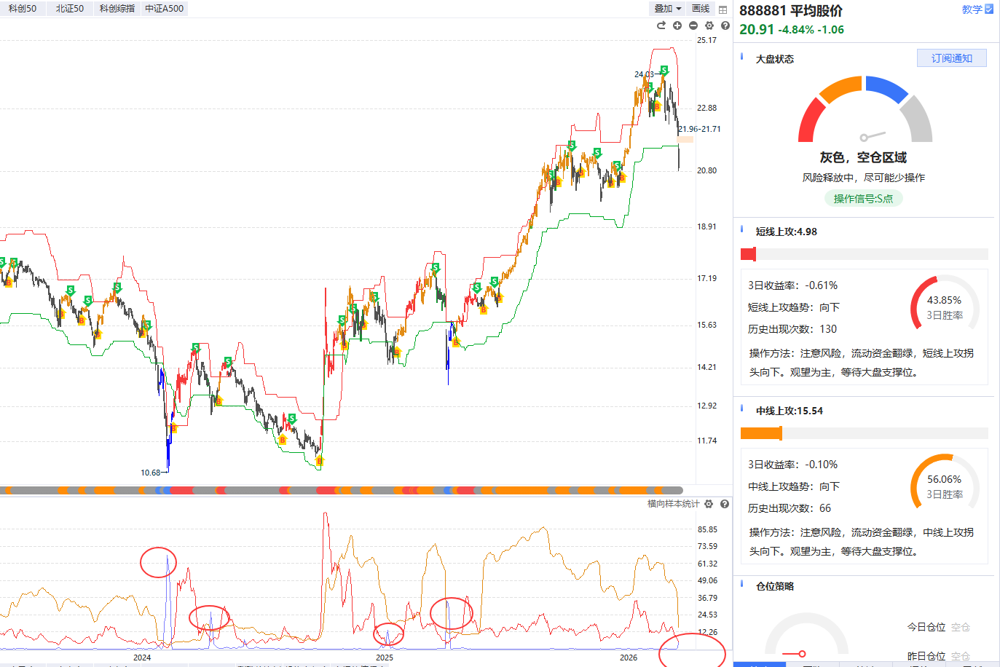 科创50 北证50 科创综指 中证A500 叠加 画线
888881 平均股价 教学
20.91 -4.84% -1.06
25.17
大盘状态 订阅通知
24.03
22.88
21.96-21.71
20.80
18.91
17.19
15.63
14.21
12.92
11.74
10.68
灰色，空仓区域
风险释放中，尽可能少操作
操作信号:S点
短线上攻:4.98
3日收益率：-0.61%
短线上攻趋势：向下
历史出现次数：130
43.85%
3日胜率
操作方法：注意风险，流动资金翻绿，短线上攻拐
头向下。观望为主，等待大盘支撑位。
中线上攻:15.54
3日收益率：-0.10%
中线上攻趋势：向下
历史出现次数：66
56.06%
3日胜率
操作方法：注意风险，流动资金翻绿，中线上攻拐
头向下。观望为主，等待大盘支撑位。
横向样本统计
85.85
73.59
61.32
49.06
36.79
24.53
12.26
2024 2025 2026
仓位策略
今日仓位 空仓
昨日仓位 空仓